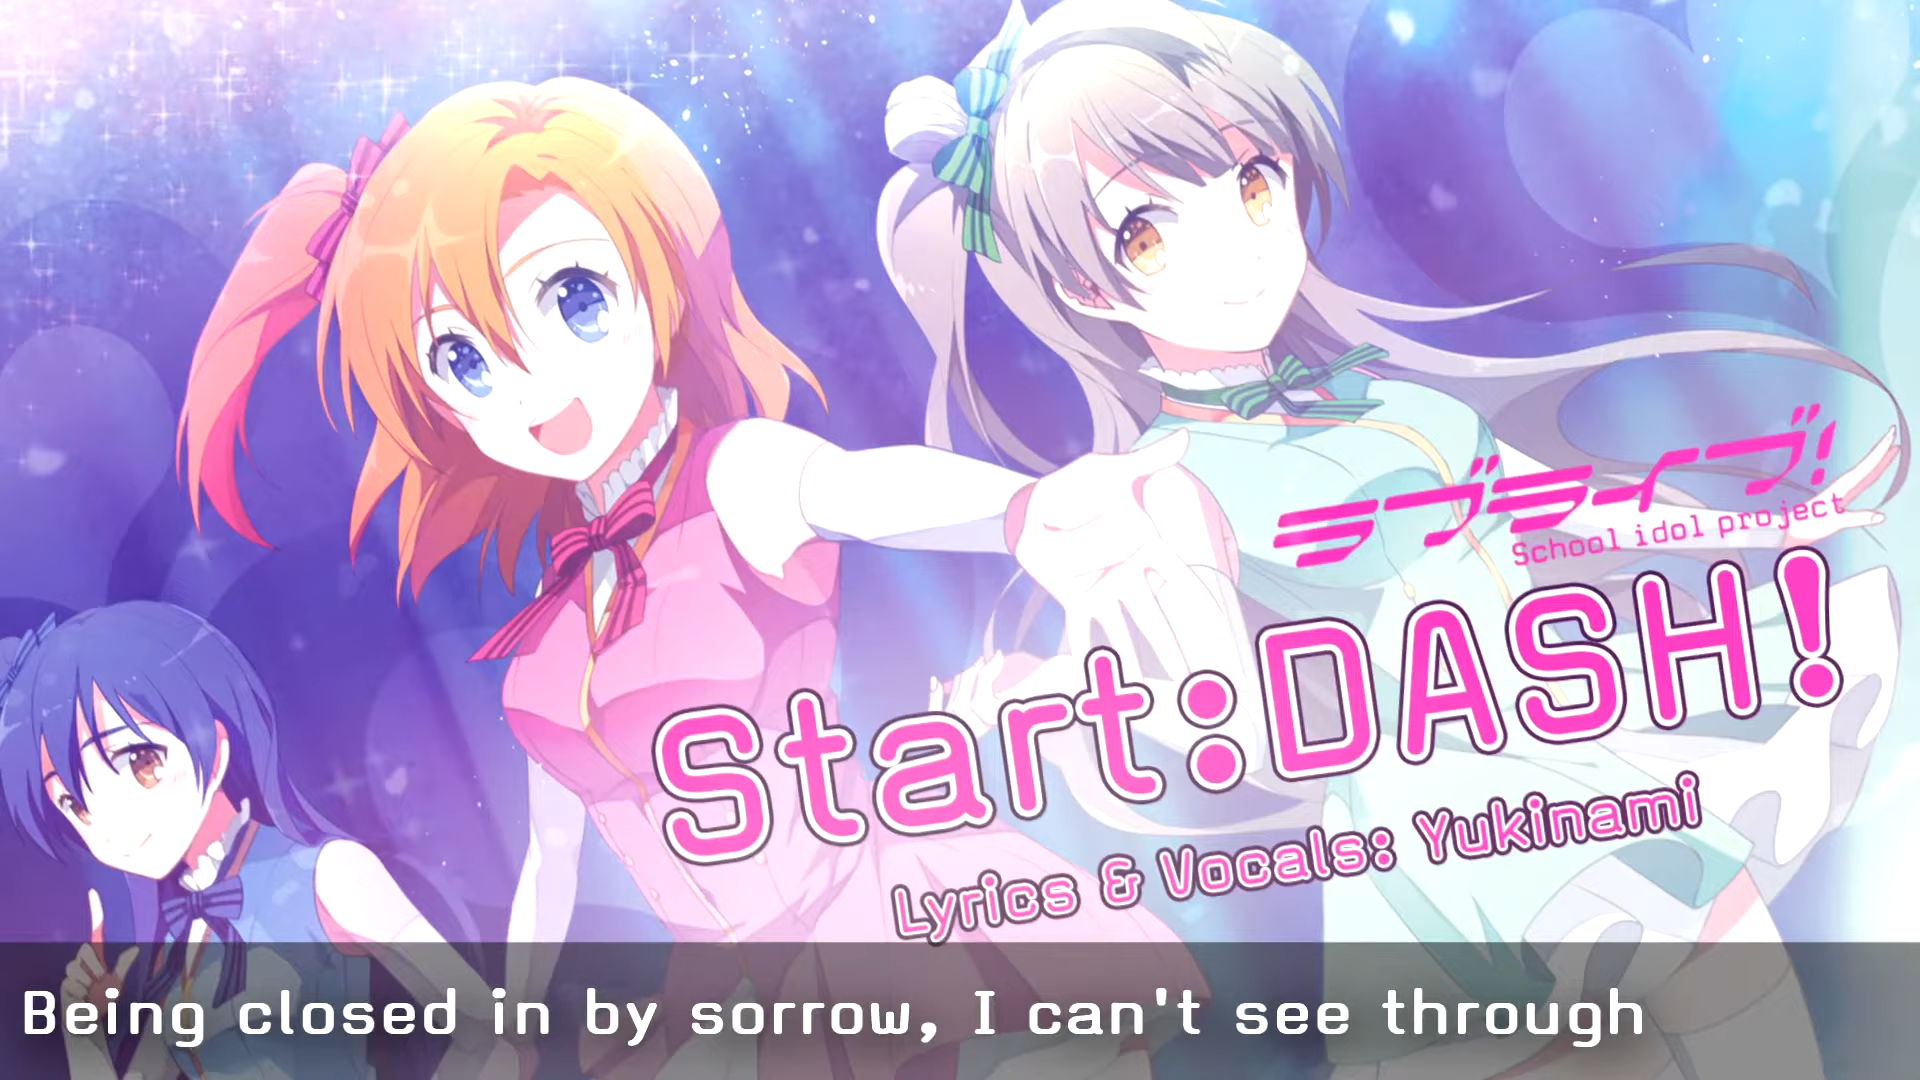 ラブライブ!
School idol project
Start:DASH!
Lyrics & Vocals: Yukinami
Being closed in by sorrow, I can't see through